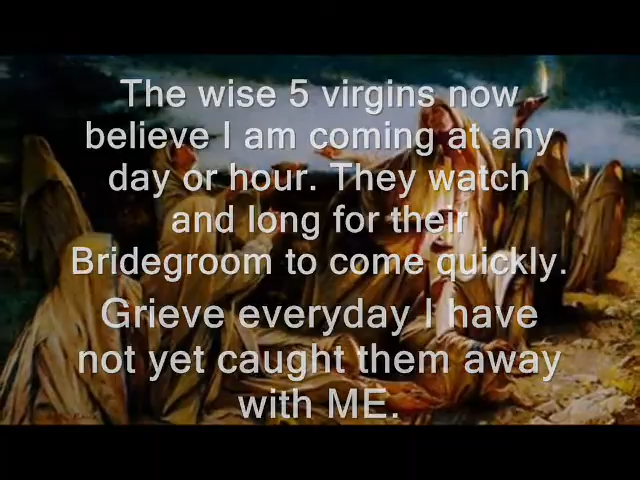 The wise 5 virgins now
believe I am coming at any
day or hour. They watch
and long for their
Bridegroom to come quickly.
Grieve everyday I have
not yet caught them away
with ME.